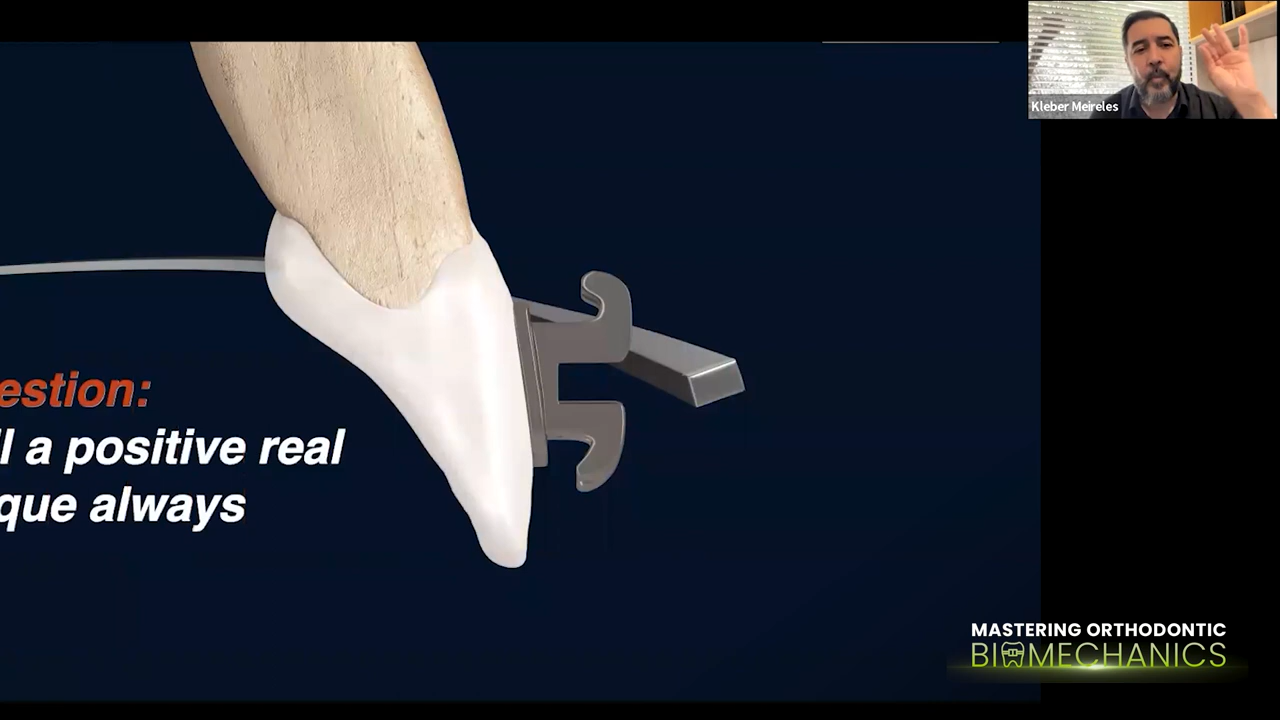 Kleber Meireles
estion:
l a positive real
que always
MASTERING ORTHODONTIC
BIOMECHANICS